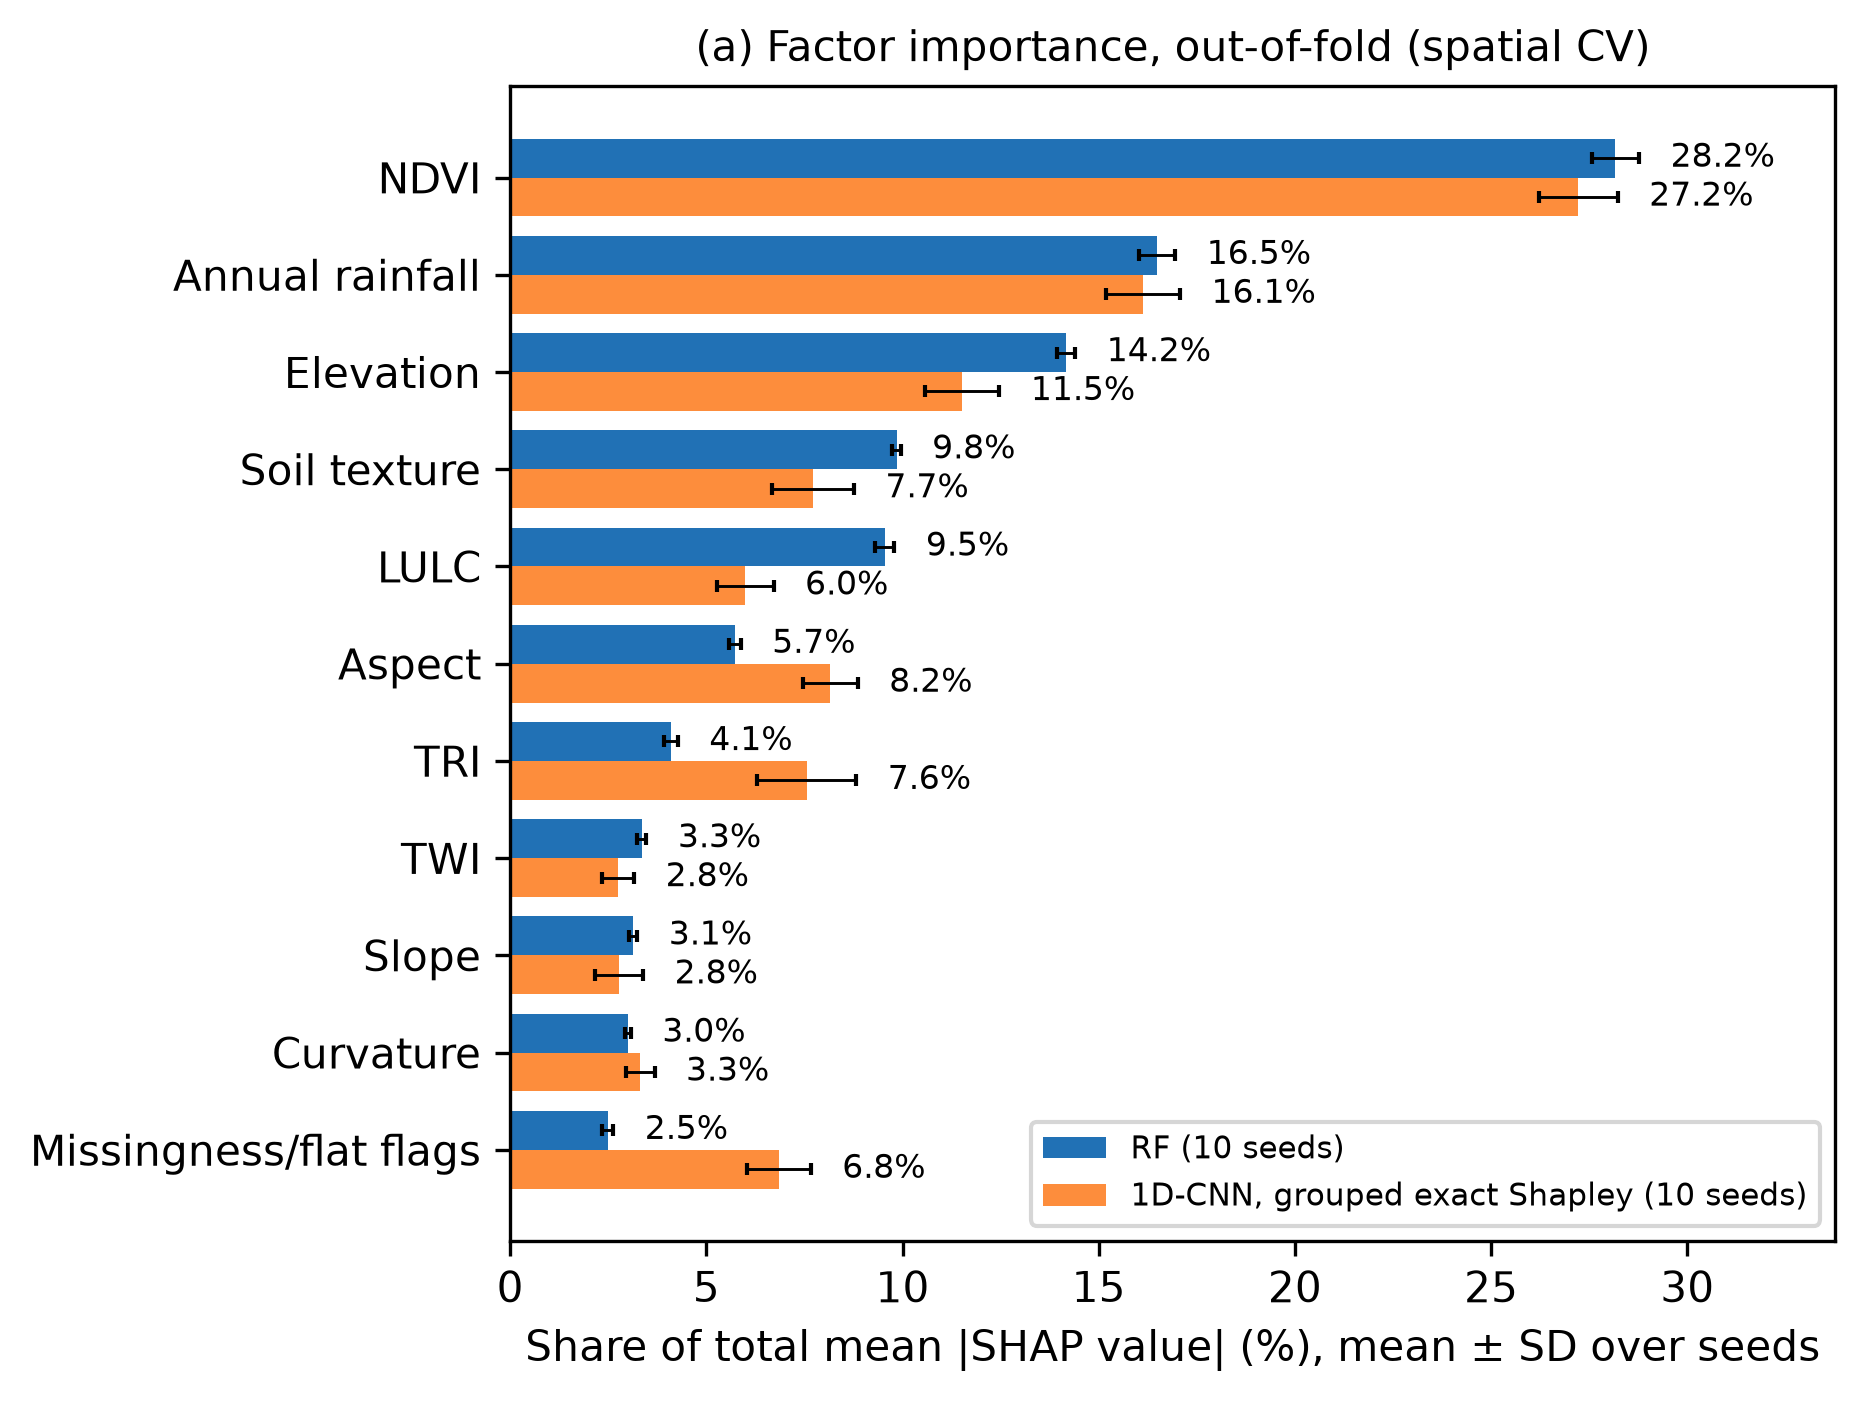 (a) Factor importance, out-of-fold (spatial CV)
NDVI
28.2%
27.2%
Annual rainfall
16.5%
16.1%
Elevation
14.2%
11.5%
Soil texture
9.8%
7.7%
LULC
9.5%
6.0%
Aspect
5.7%
8.2%
TRI
4.1%
7.6%
TWI
3.3%
2.8%
Slope
3.1%
2.8%
Curvature
3.0%
3.3%
Missingness/flat flags
2.5%
6.8%
RF (10 seeds)
1D-CNN, grouped exact Shapley (10 seeds)
0 5 10 15 20 25 30
Share of total mean |SHAP value| (%), mean ± SD over seeds